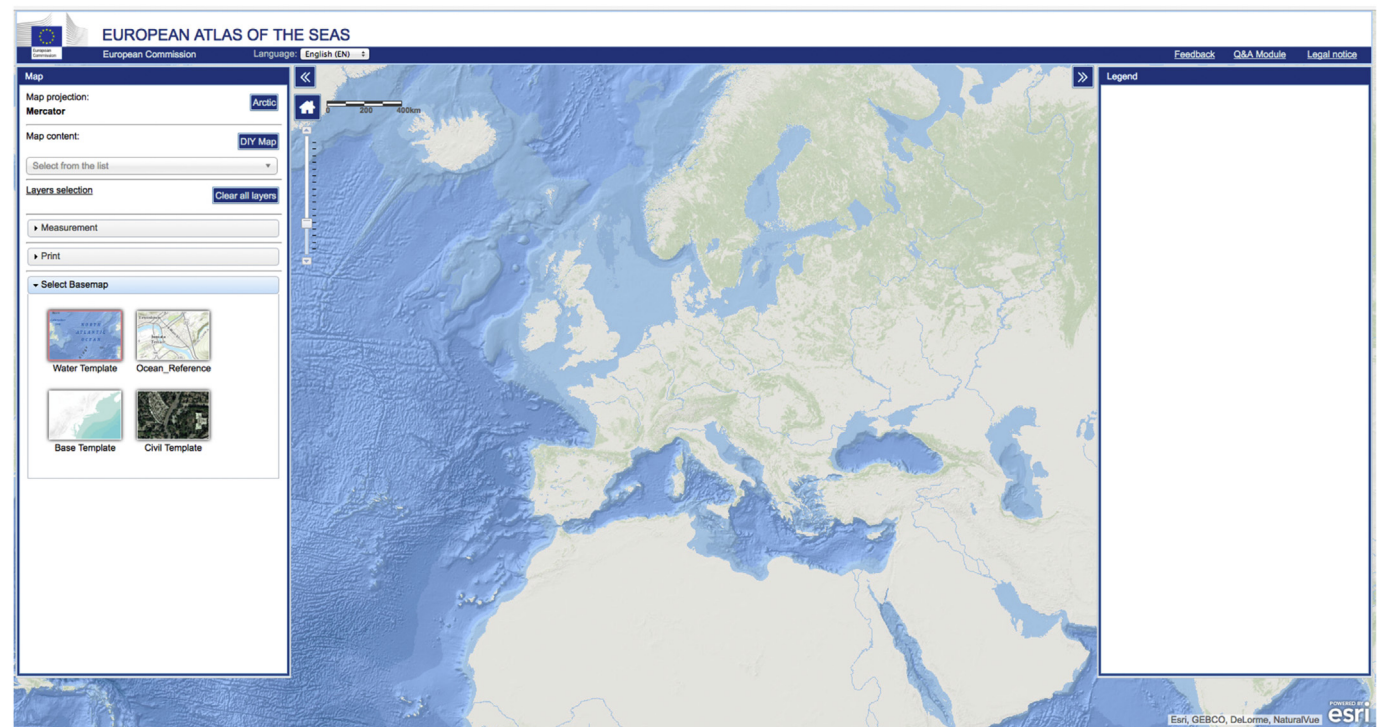 EUROPEAN ATLAS OF THE SEAS
European
Commission
European Commission
Language: English (EN)
Feedback
Q&A Module
Legal notice
Map
Map projection:
Mercator
Arctic
Map content:
DIY Map
Select from the list
Layers selection
Clear all layers
Measurement
Print
Select Basemap
Water Template
Ocean_Reference
Base Template
Civil Template
0 200 400km
Legend
Esri, GEBCO, DeLorme, NaturalVue
POWERED BY
esri